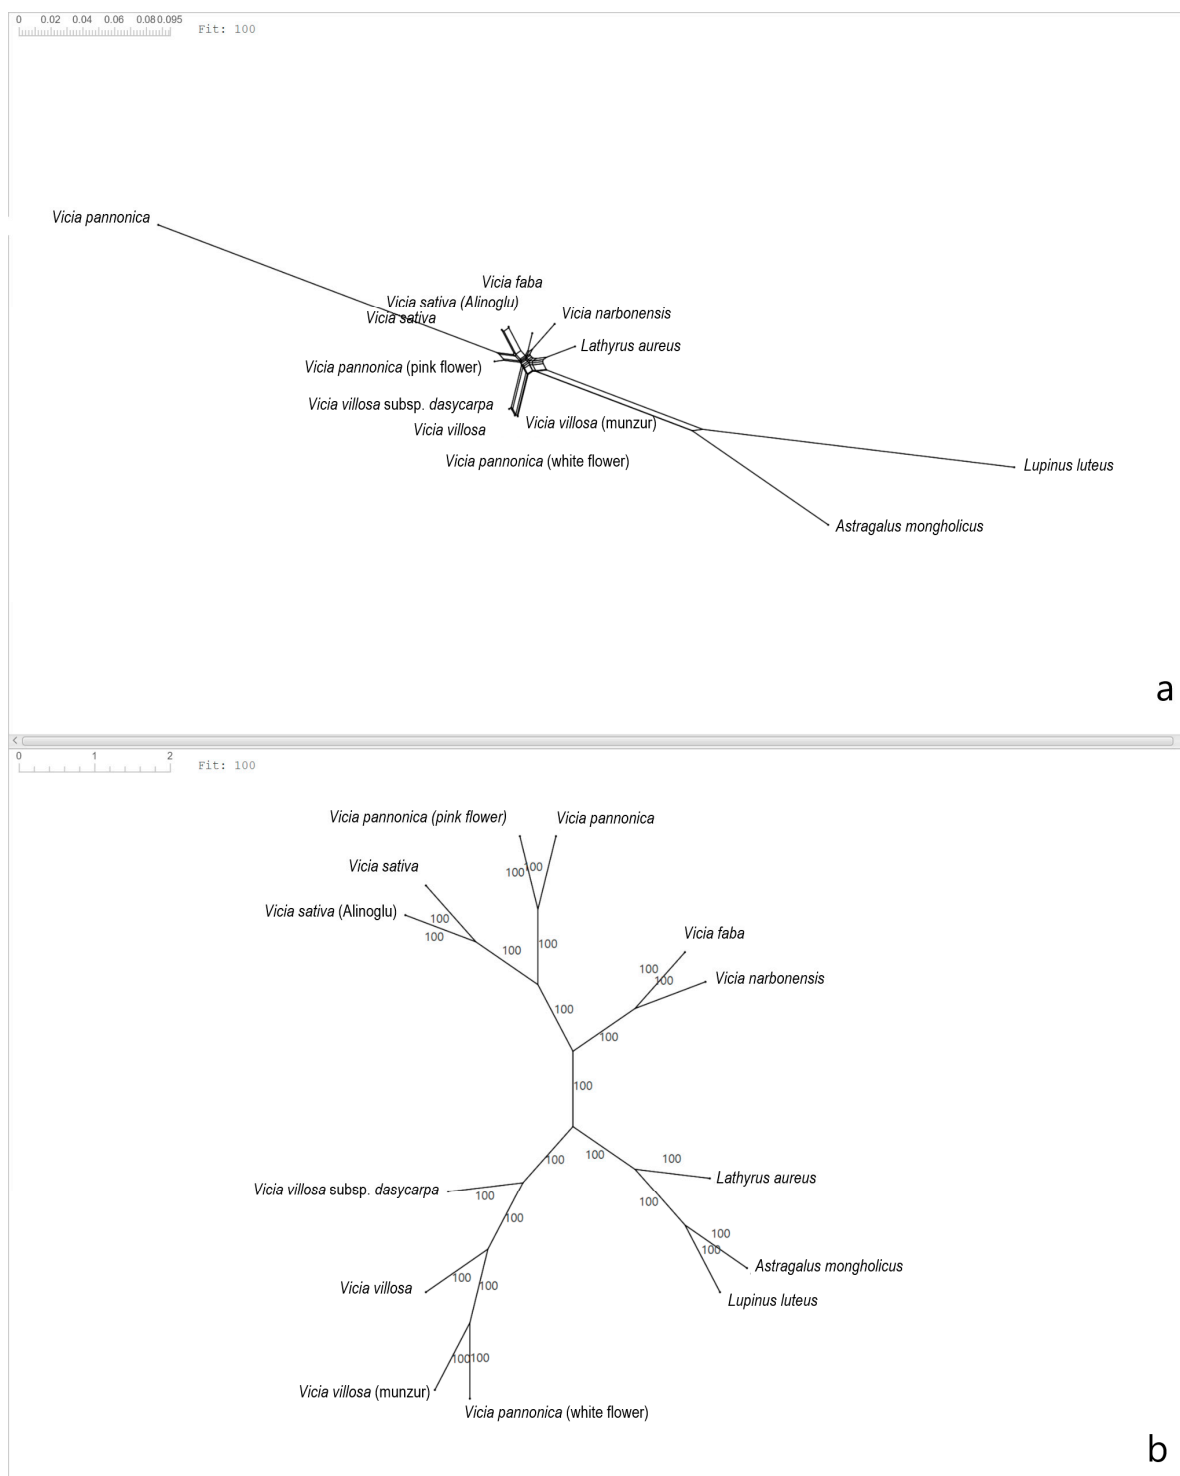 0 0.02 0.04 0.06 0.08 0.095
Fit: 100
Vicia pannonica
Vicia faba
Vicia sativa (Alinoglu)
Vicia narbonensis
Vicia sativa
Lathyrus aureus
Vicia pannonica (pink flower)
Vicia villosa subsp. dasycarpa
Vicia villosa (munzur)
Vicia villosa
Vicia pannonica (white flower)
Lupinus luteus
Astragalus mongholicus
a
0 1 2
Fit: 100
Vicia pannonica (pink flower) Vicia pannonica
Vicia sativa 100 100
Vicia sativa (Alinoglu)
100
100
Vicia faba
100 100
100
Vicia narbonensis
100
100
100
100
100 100 100
Lathyrus aureus
Vicia villosa subsp. dasycarpa 100
100
100
100
100
Astragalus mongholicus
Vicia villosa 100 100
Lupinus luteus
100 100
Vicia villosa (munzur)
Vicia pannonica (white flower)
b